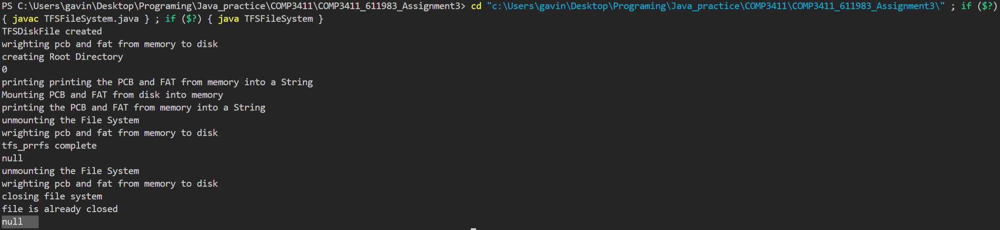 PS C:\Users\gavin\Desktop\Programing\Java_practice\COMP3411\COMP3411_611983_Assignment3> cd "c:\Users\gavin\Desktop\Programing\Java_practice\COMP3411\COMP3411_611983_Assignment3\" ; if ($?)
{ javac TFSFileSystem.java } ; if ($?) { java TFSFileSystem }
TFSDiskFile created
wrighting pcb and fat from memory to disk
creating Root Directory
0
printing printing the PCB and FAT from memory into a String
Mounting PCB and FAT from disk into memory
printing the PCB and FAT from memory into a String
unmounting the File System
wrighting pcb and fat from memory to disk
tfs_prrfs complete
null
unmounting the File System
wrighting pcb and fat from memory to disk
closing file system
file is already closed
null